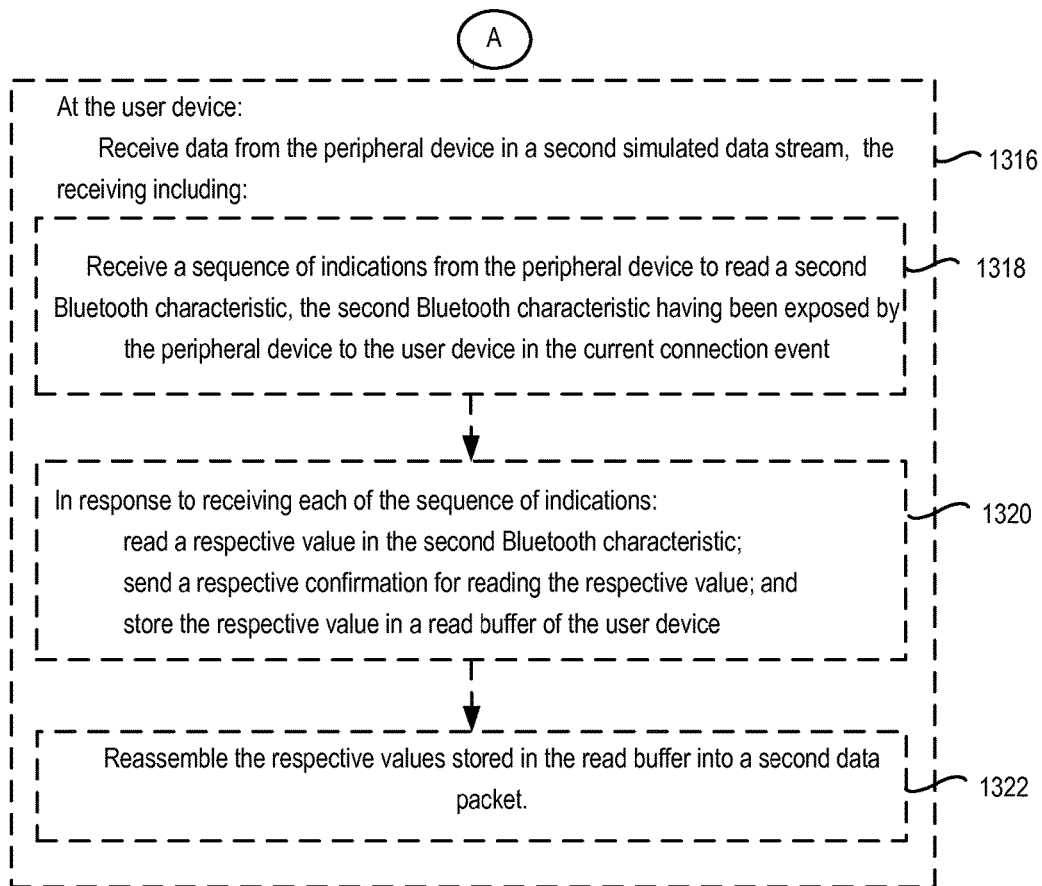 A
At the user device:
Receive data from the peripheral device in a second simulated data stream, the
receiving including:
1316
Receive a sequence of indications from the peripheral device to read a second
Bluetooth characteristic, the second Bluetooth characteristic having been exposed by
the peripheral device to the user device in the current connection event
1318
In response to receiving each of the sequence of indications:
read a respective value in the second Bluetooth characteristic;
send a respective confirmation for reading the respective value; and
store the respective value in a read buffer of the user device
1320
Reassemble the respective values stored in the read buffer into a second data
packet.
1322